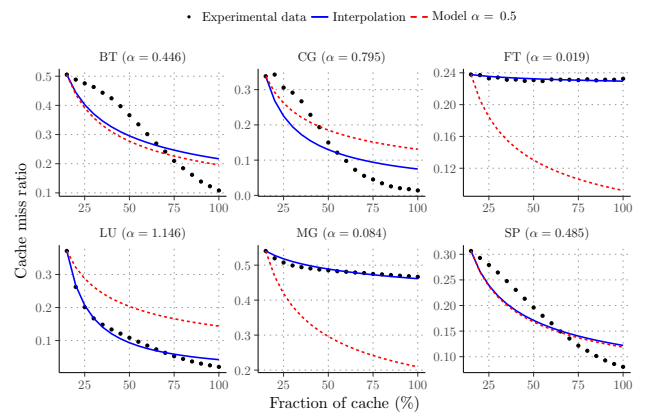 Experimental data Interpolation Model α = 0.5
BT (α = 0.446) CG (α = 0.795) FT (α = 0.019)
0.5
0.4
0.3
0.2
0.1
25 50 75 100
0.3
0.2
0.1
0.0
25 50 75 100
0.24
0.20
0.16
0.12
25 50 75 100
Cache miss ratio
LU (α = 1.146) MG (α = 0.084) SP (α = 0.485)
0.3
0.2
0.1
25 50 75 100
0.5
0.4
0.3
0.2
25 50 75 100
0.30
0.25
0.20
0.15
0.10
25 50 75 100
Fraction of cache (%)